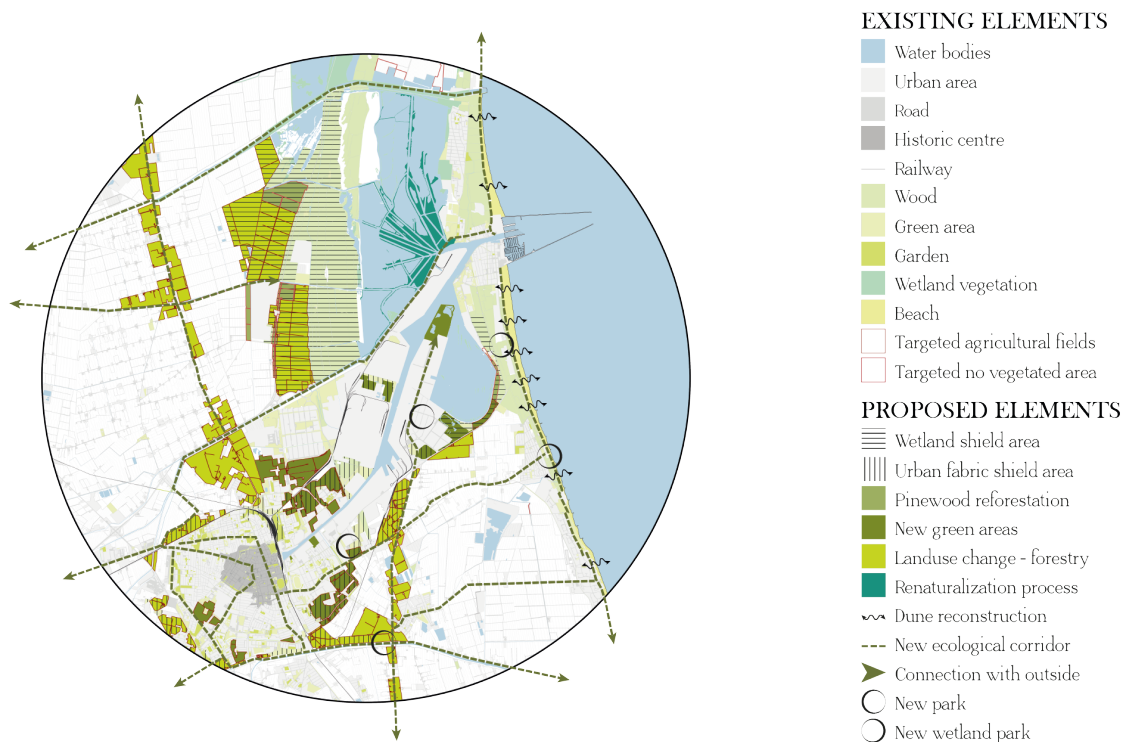 EXISTING ELEMENTS
Water bodies
Urban area
Road
Historic centre
Railway
Wood
Green area
Garden
Wetland vegetation
Beach
Targeted agricultural fields
Targeted no vegetated area
PROPOSED ELEMENTS
Wetland shield area
Urban fabric shield area
Pinewood reforestation
New green areas
Landuse change - forestry
Renaturalization process
Dune reconstruction
New ecological corridor
Connection with outside
New park
New wetland park